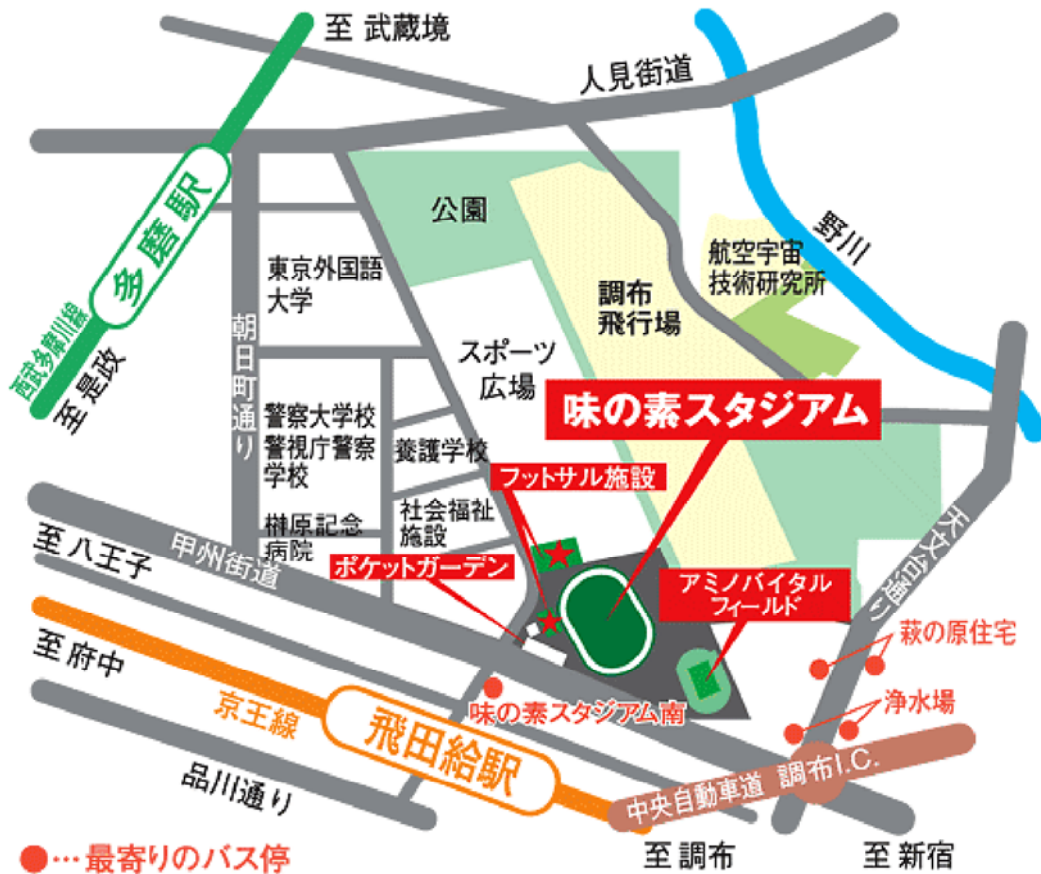 至 武蔵境
人見街道
多磨駅
西武多摩川線
至 是政
公園
東京外国語
大学
朝日町通り
調布
飛行場
航空宇宙
技術研究所
野川
スポーツ
広場
味の素スタジアム
警察大学校
警視庁警察
学校
養護学校
フットサル施設
榊原記念
病院
社会福祉
施設
ポケットガーデン
アミノバイタル
フィールド
天文台通り
至 八王子
甲州街道
至 府中
京王線
飛田給駅
味の素スタジアム南
萩の原住宅
浄水場
品川通り
中央自動車道 調布I.C.
至 調布
至 新宿
●…最寄りのバス停